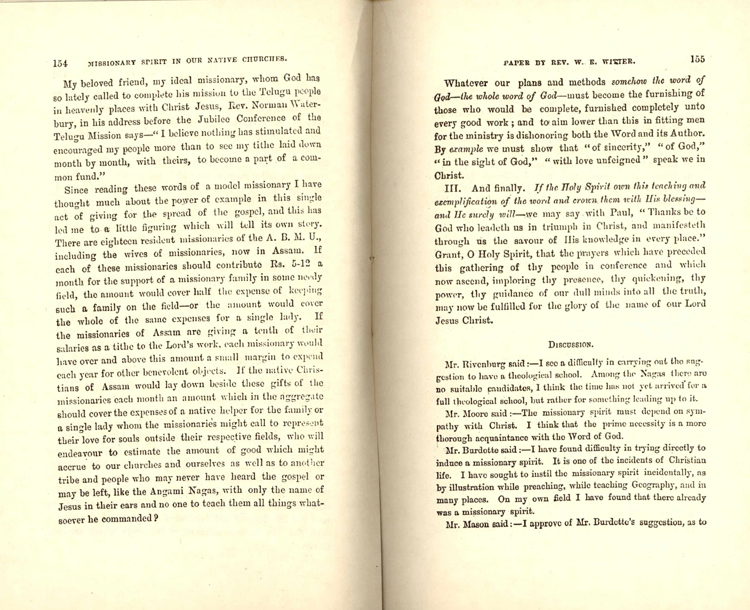 154 MISSIONARY SPIRIT IN OUR NATIVE CHURCHES.
My beloved friend, my ideal missionary, whom God has
so lately called to complete his mission to the Telugu people
in heavenly places with Christ Jesus, Rev. Norman Water-
bury, in his address before the Jubilee Conference of the
Telugu Mission says—“ I believe nothing has stimulated and
encouraged my people more than to see my tithe laid down
month by month, with theirs, to become a part of a com-
mon fund.”
Since reading these words of a model missionary I have
thought much about the power of example in this single
act of giving for the spread of the gospel, and this has
led me to a little figuring which will tell its own story.
There are eighteen resident missionaries of the A. B. M. U.,
including the wives of missionaries, now in Assam. If
each of these missionaries should contribute Rs. 5-12 a
month for the support of a missionary family in some needy
field, the amount would cover half the expense of keeping
such a family on the field—or the amount would cover
the whole of the same expenses for a single lady. If
the missionaries of Assam are giving a tenth of their
salaries as a tithe to the Lord’s work, each missionary would
have over and above this amount a small margin to expend
each year for other benevolent objects. If the native Chris-
tians of Assam would lay down beside these gifts of the
missionaries each month an amount which in the aggregate
should cover the expenses of a native helper for the family or
a single lady whom the missionaries might call to represent
their love for souls outside their respective fields, who will
endeavour to estimate the amount of good which might
accrue to our churches and ourselves as well as to another
tribe and people who may never have heard the gospel or
may be left, like the Angami Nagas, with only the name of
Jesus in their ears and no one to teach them all things what-
soever he commanded?
PAPER BY REV. W. E. WITTER. 155
Whatever our plans and methods somehow the word of
God—the whole word of God—must become the furnishing of
those who would be complete, furnished completely unto
every good work ; and to aim lower than this in fitting men
for the ministry is dishonoring both the Word and its Author.
By example we must show that “ of sincerity,” “ of God,”
“ in the sight of God,” “ with love unfeigned ” speak we in
Christ.
III. And finally. If the Holy Spirit own this teaching and
exemplification of the word and crown them with His blessing—
and He surely will—we may say with Paul, “ Thanks be to
God who leadeth us in triumph in Christ, and manifesteth
through us the savour of His knowledge in every place.”
Grant, O Holy Spirit, that the prayers which have preceded
this gathering of thy people in conference and which
now ascend, imploring thy presence, thy quickening, thy
power, thy guidance of our dull minds into all the truth,
may now be fulfilled for the glory of the name of our Lord
Jesus Christ.
DISCUSSION.
Mr. Rivenburg said :—I see a difficulty in carrying out the sug-
gestion to have a theological school. Among the Nagas there are
no suitable candidates, I think the time has not yet arrived for a
full theological school, but rather for something leading up to it.
Mr. Moore said :—The missionary spirit must depend on sym-
pathy with Christ. I think that the prime necessity is a more
thorough acquaintance with the Word of God.
Mr. Burdotte said :—I have found difficulty in trying directly to
induce a missionary spirit. It is one of the incidents of Christian
life. I have sought to instil the missionary spirit incidentally, as
by illustration while preaching, while teaching Geography, and in
many places. On my own field I have found that there already
was a missionary spirit.
Mr. Mason said :—I approve of Mr. Burdotte’s suggestion, as to